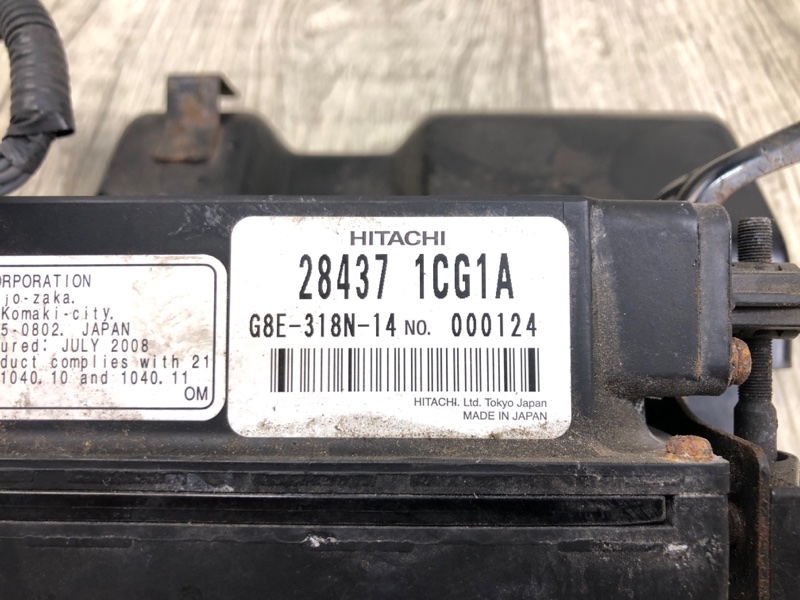 ORPORATION
jo-zaka.
Komaki-city.
5-0802. JAPAN
ured: JULY 2008
duct complies with 21
1040.10 and 1040.11
OM
HITACHI
28437 1CG1A
G8E-318N-14 NO. 000124
HITACHI. Ltd. Tokyo Japan
MADE IN JAPAN